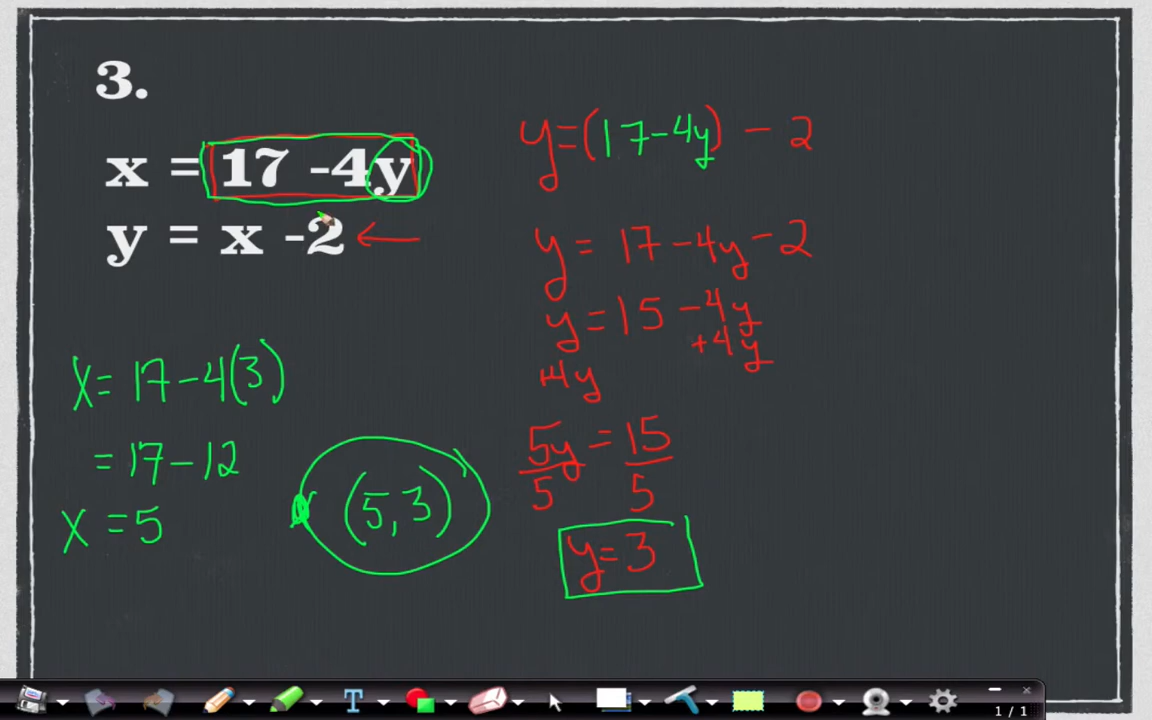 3.
x = 17 -4y
y = x -2
y=(17-4y) - 2
y = 17-4y-2
y = 15 -4y
+4y
+4y
5y = 15
5 5
y=3
x= 17-4(3)
= 17-12
x = 5
(5,3)
T
1 / 1